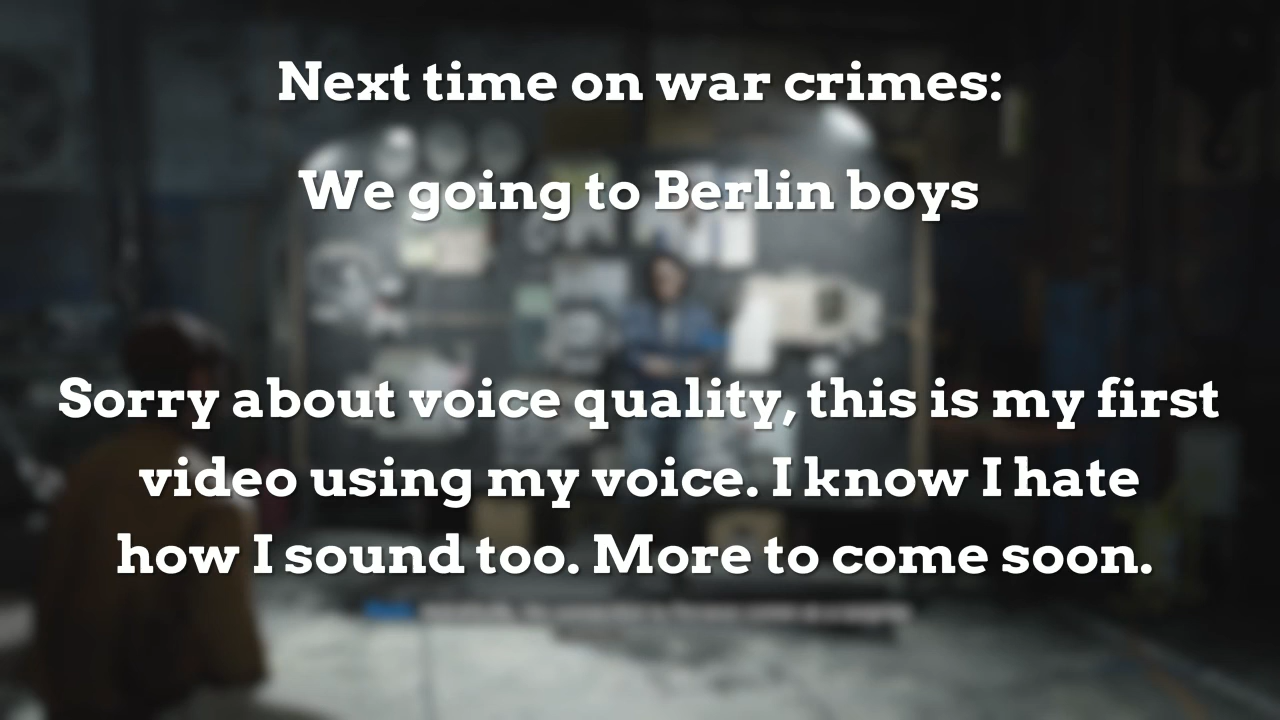 Next time on war crimes:
We going to Berlin boys
Sorry about voice quality, this is my first
video using my voice. I know I hate
how I sound too. More to come soon.